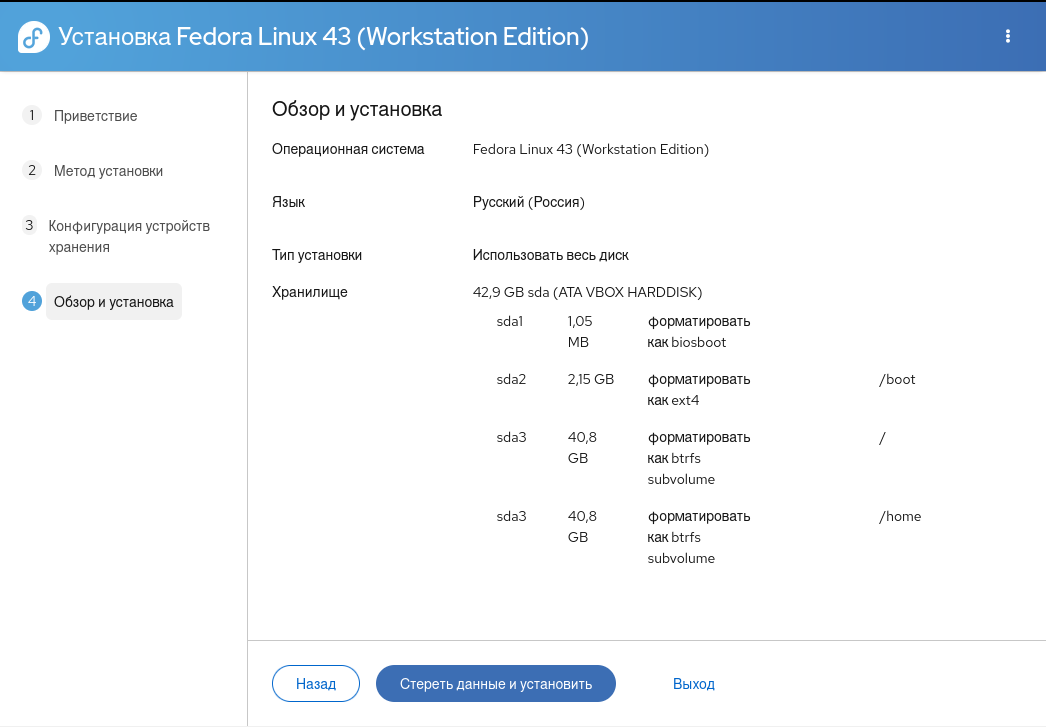 Установка Fedora Linux 43 (Workstation Edition)
1 Приветствие
2 Метод установки
3 Конфигурация устройств
хранения
4 Обзор и установка
Обзор и установка
Операционная система Fedora Linux 43 (Workstation Edition)
Язык Русский (Россия)
Тип установки Использовать весь диск
Хранилище 42,9 GB sda (ATA VBOX HARDDISK)
sda1 1,05 форматировать
MB как biosboot
sda2 2,15 GB форматировать /boot
как ext4
sda3 40,8 форматировать /
GB как btrfs
subvolume
sda3 40,8 форматировать /home
GB как btrfs
subvolume
Назад Стереть данные и установить Выход